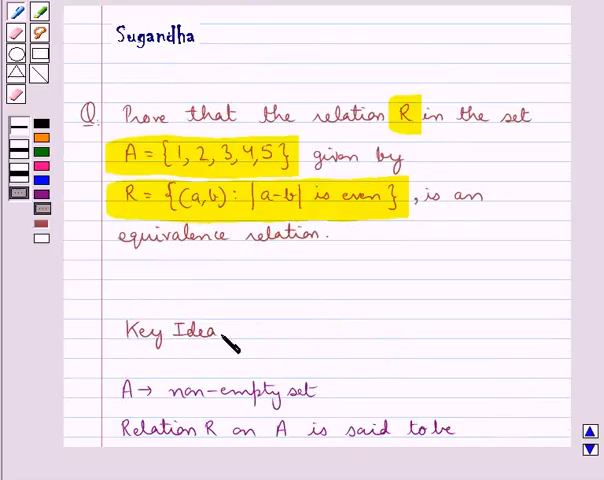 Sugandha
Q. Prove that the relation R in the set
A = {1, 2, 3, 4, 5} given by
R = {(a, b) : |a-b| is even} , is an
equivalence relation.
Key Idea
A → non-empty set
Relation R on A is said to be